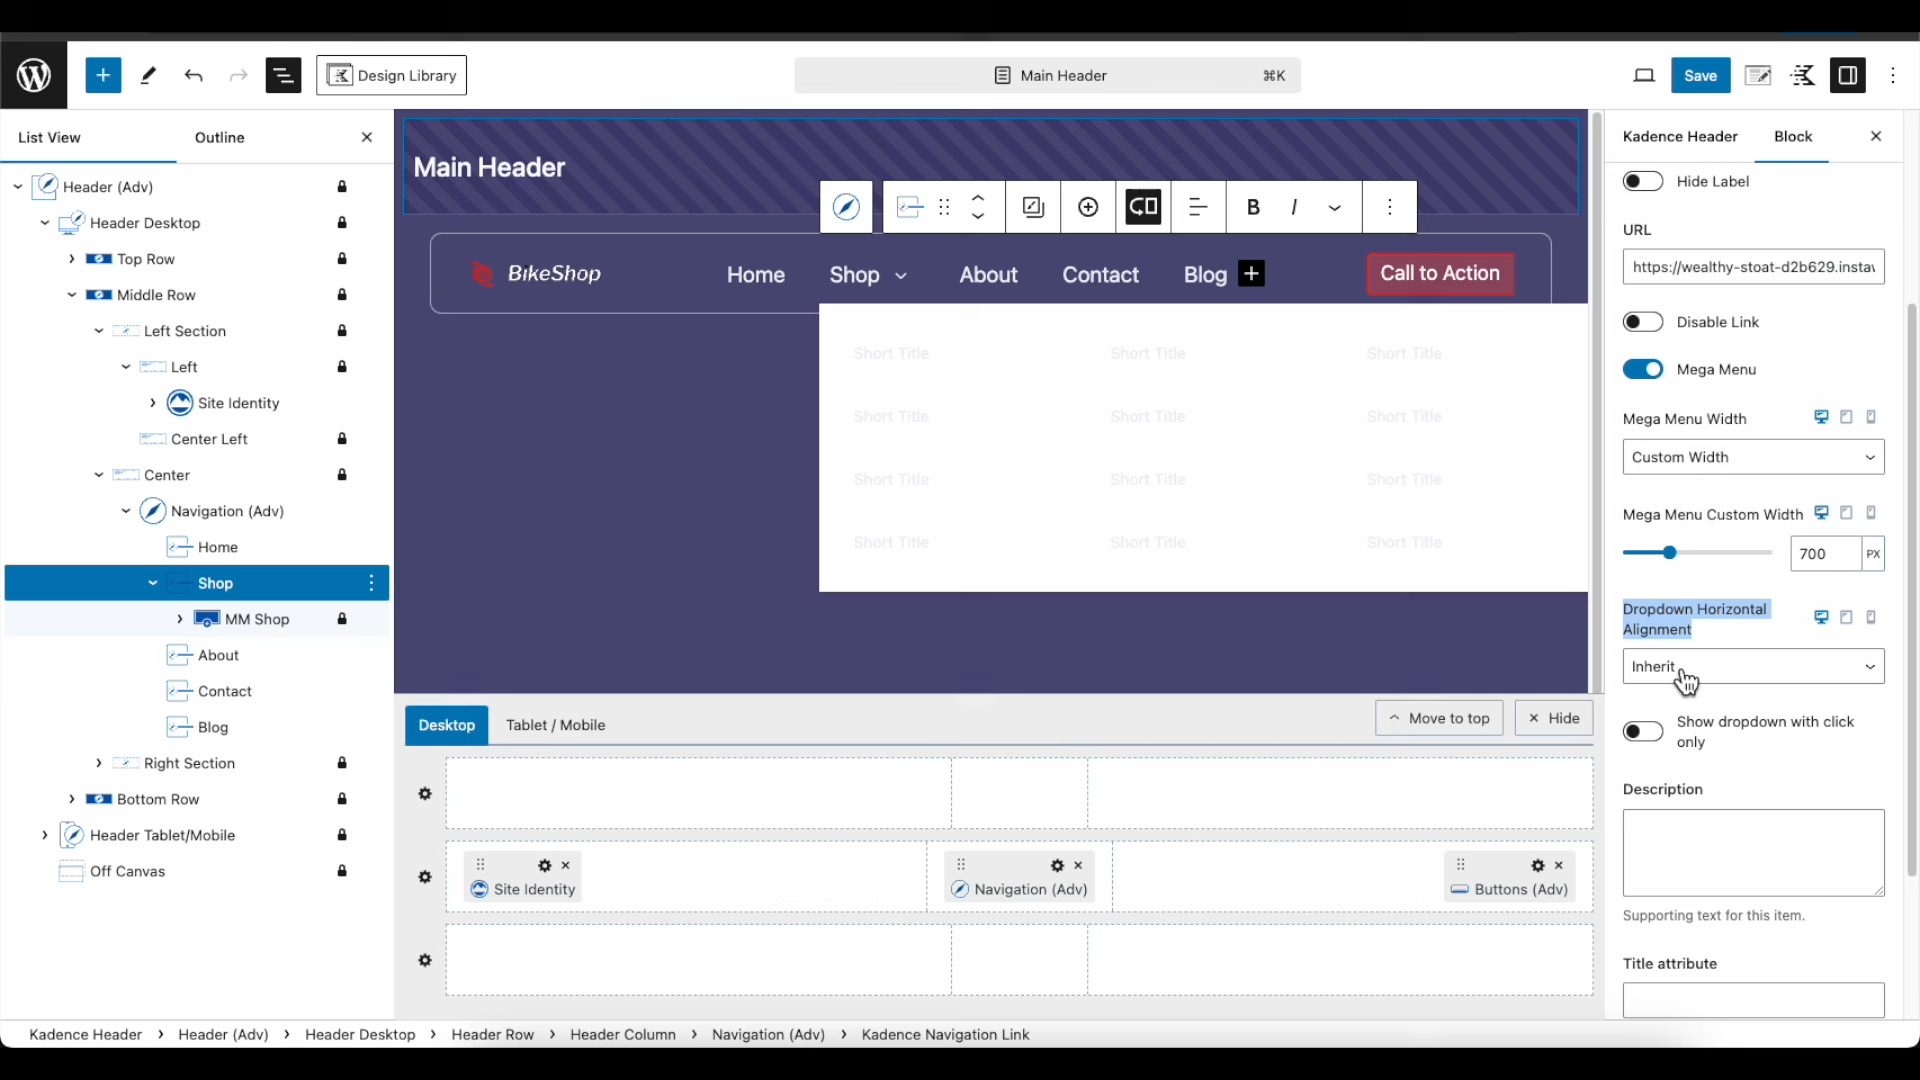 Design Library
Main Header
⌘K
Save
List View
Outline
Header (Adv)
Header Desktop
Top Row
Middle Row
Left Section
Left
Site Identity
Center Left
Center
Navigation (Adv)
Home
Shop
MM Shop
About
Contact
Blog
Right Section
Bottom Row
Header Tablet/Mobile
Off Canvas
Main Header
B I
BikeShop
Home
Shop
About
Contact
Blog
Call to Action
Short Title Short Title Short Title
Short Title Short Title Short Title
Short Title Short Title Short Title
Short Title Short Title Short Title
Desktop
Tablet / Mobile
Move to top
Hide
Site Identity
Navigation (Adv)
Buttons (Adv)
Kadence Header
Block
Hide Label
URL
https://wealthy-stoat-d2b629.insta
Disable Link
Mega Menu
Mega Menu Width
Custom Width
Mega Menu Custom Width
700 PX
Dropdown Horizontal
Alignment
Inherit
Show dropdown with click
only
Description
Supporting text for this item.
Title attribute
Kadence Header > Header (Adv) > Header Desktop > Header Row > Header Column > Navigation (Adv) > Kadence Navigation Link